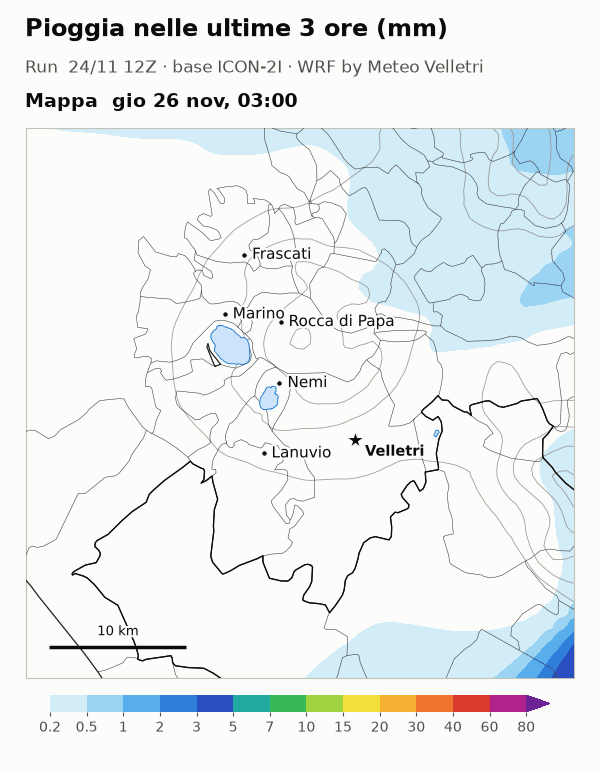 Pioggia nelle ultime 3 ore (mm)
Run  24/11 12Z · base ICON-2I · WRF by Meteo Velletri
Mappa  gio 26 nov, 03:00
Frascati
Marino
Rocca di Papa
Nemi
Velletri
Lanuvio
10 km
0.2 0.5 1 2 3 5 7 10 15 20 30 40 60 80